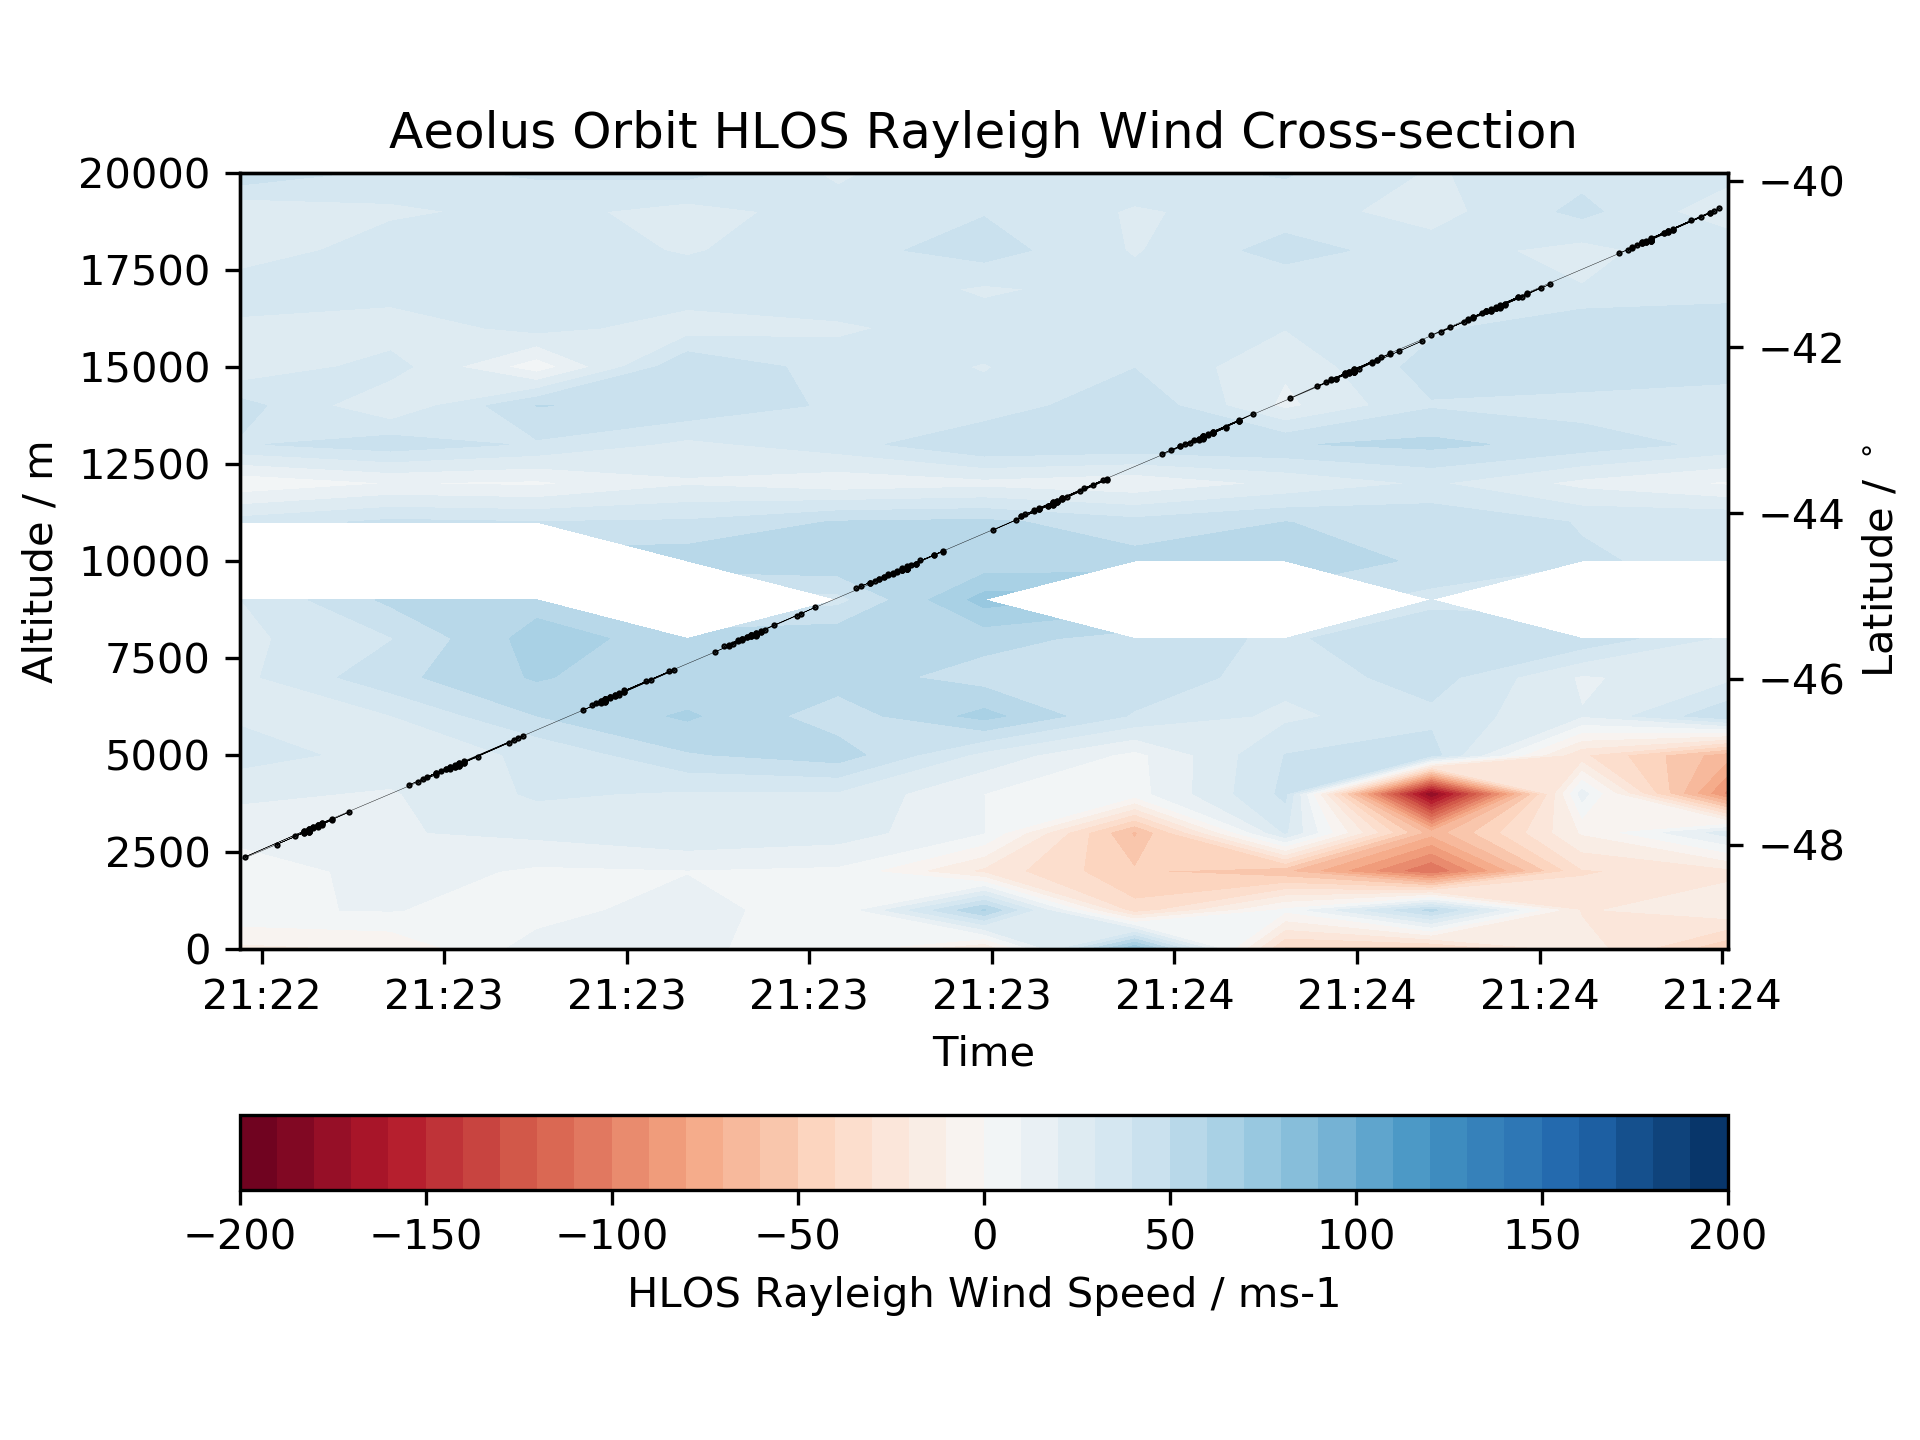 Aeolus Orbit HLOS Rayleigh Wind Cross-section
20000
17500
15000
12500
10000
7500
5000
2500
0
Altitude / m
−40
−42
−44
−46
−48
Latitude / °
21:22 21:23 21:23 21:23 21:23 21:24 21:24 21:24 21:24
Time
−200 −150 −100 −50 0 50 100 150 200
HLOS Rayleigh Wind Speed / ms-1